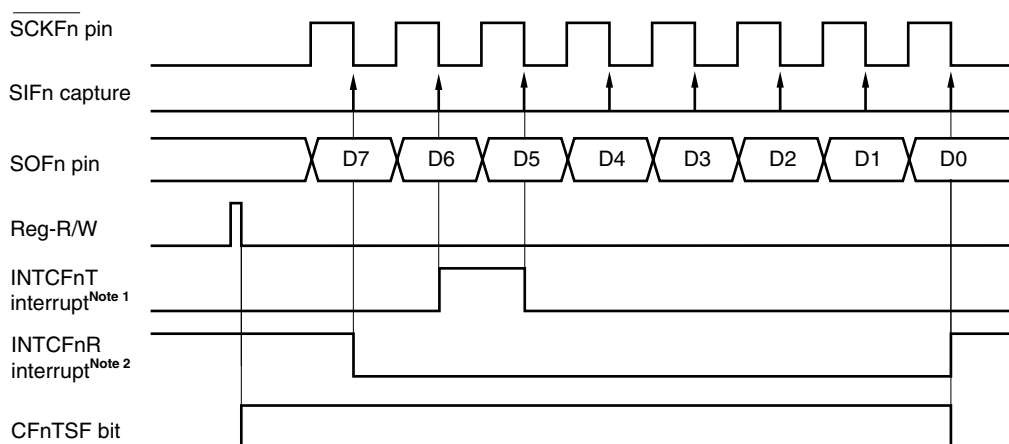 SCKFn pin
SIFn capture
SOFn pin
D7 D6 D5 D4 D3 D2 D1 D0
Reg-R/W
INTCFnT
interruptNote 1
INTCFnR
interruptNote 2
CFnTSF bit